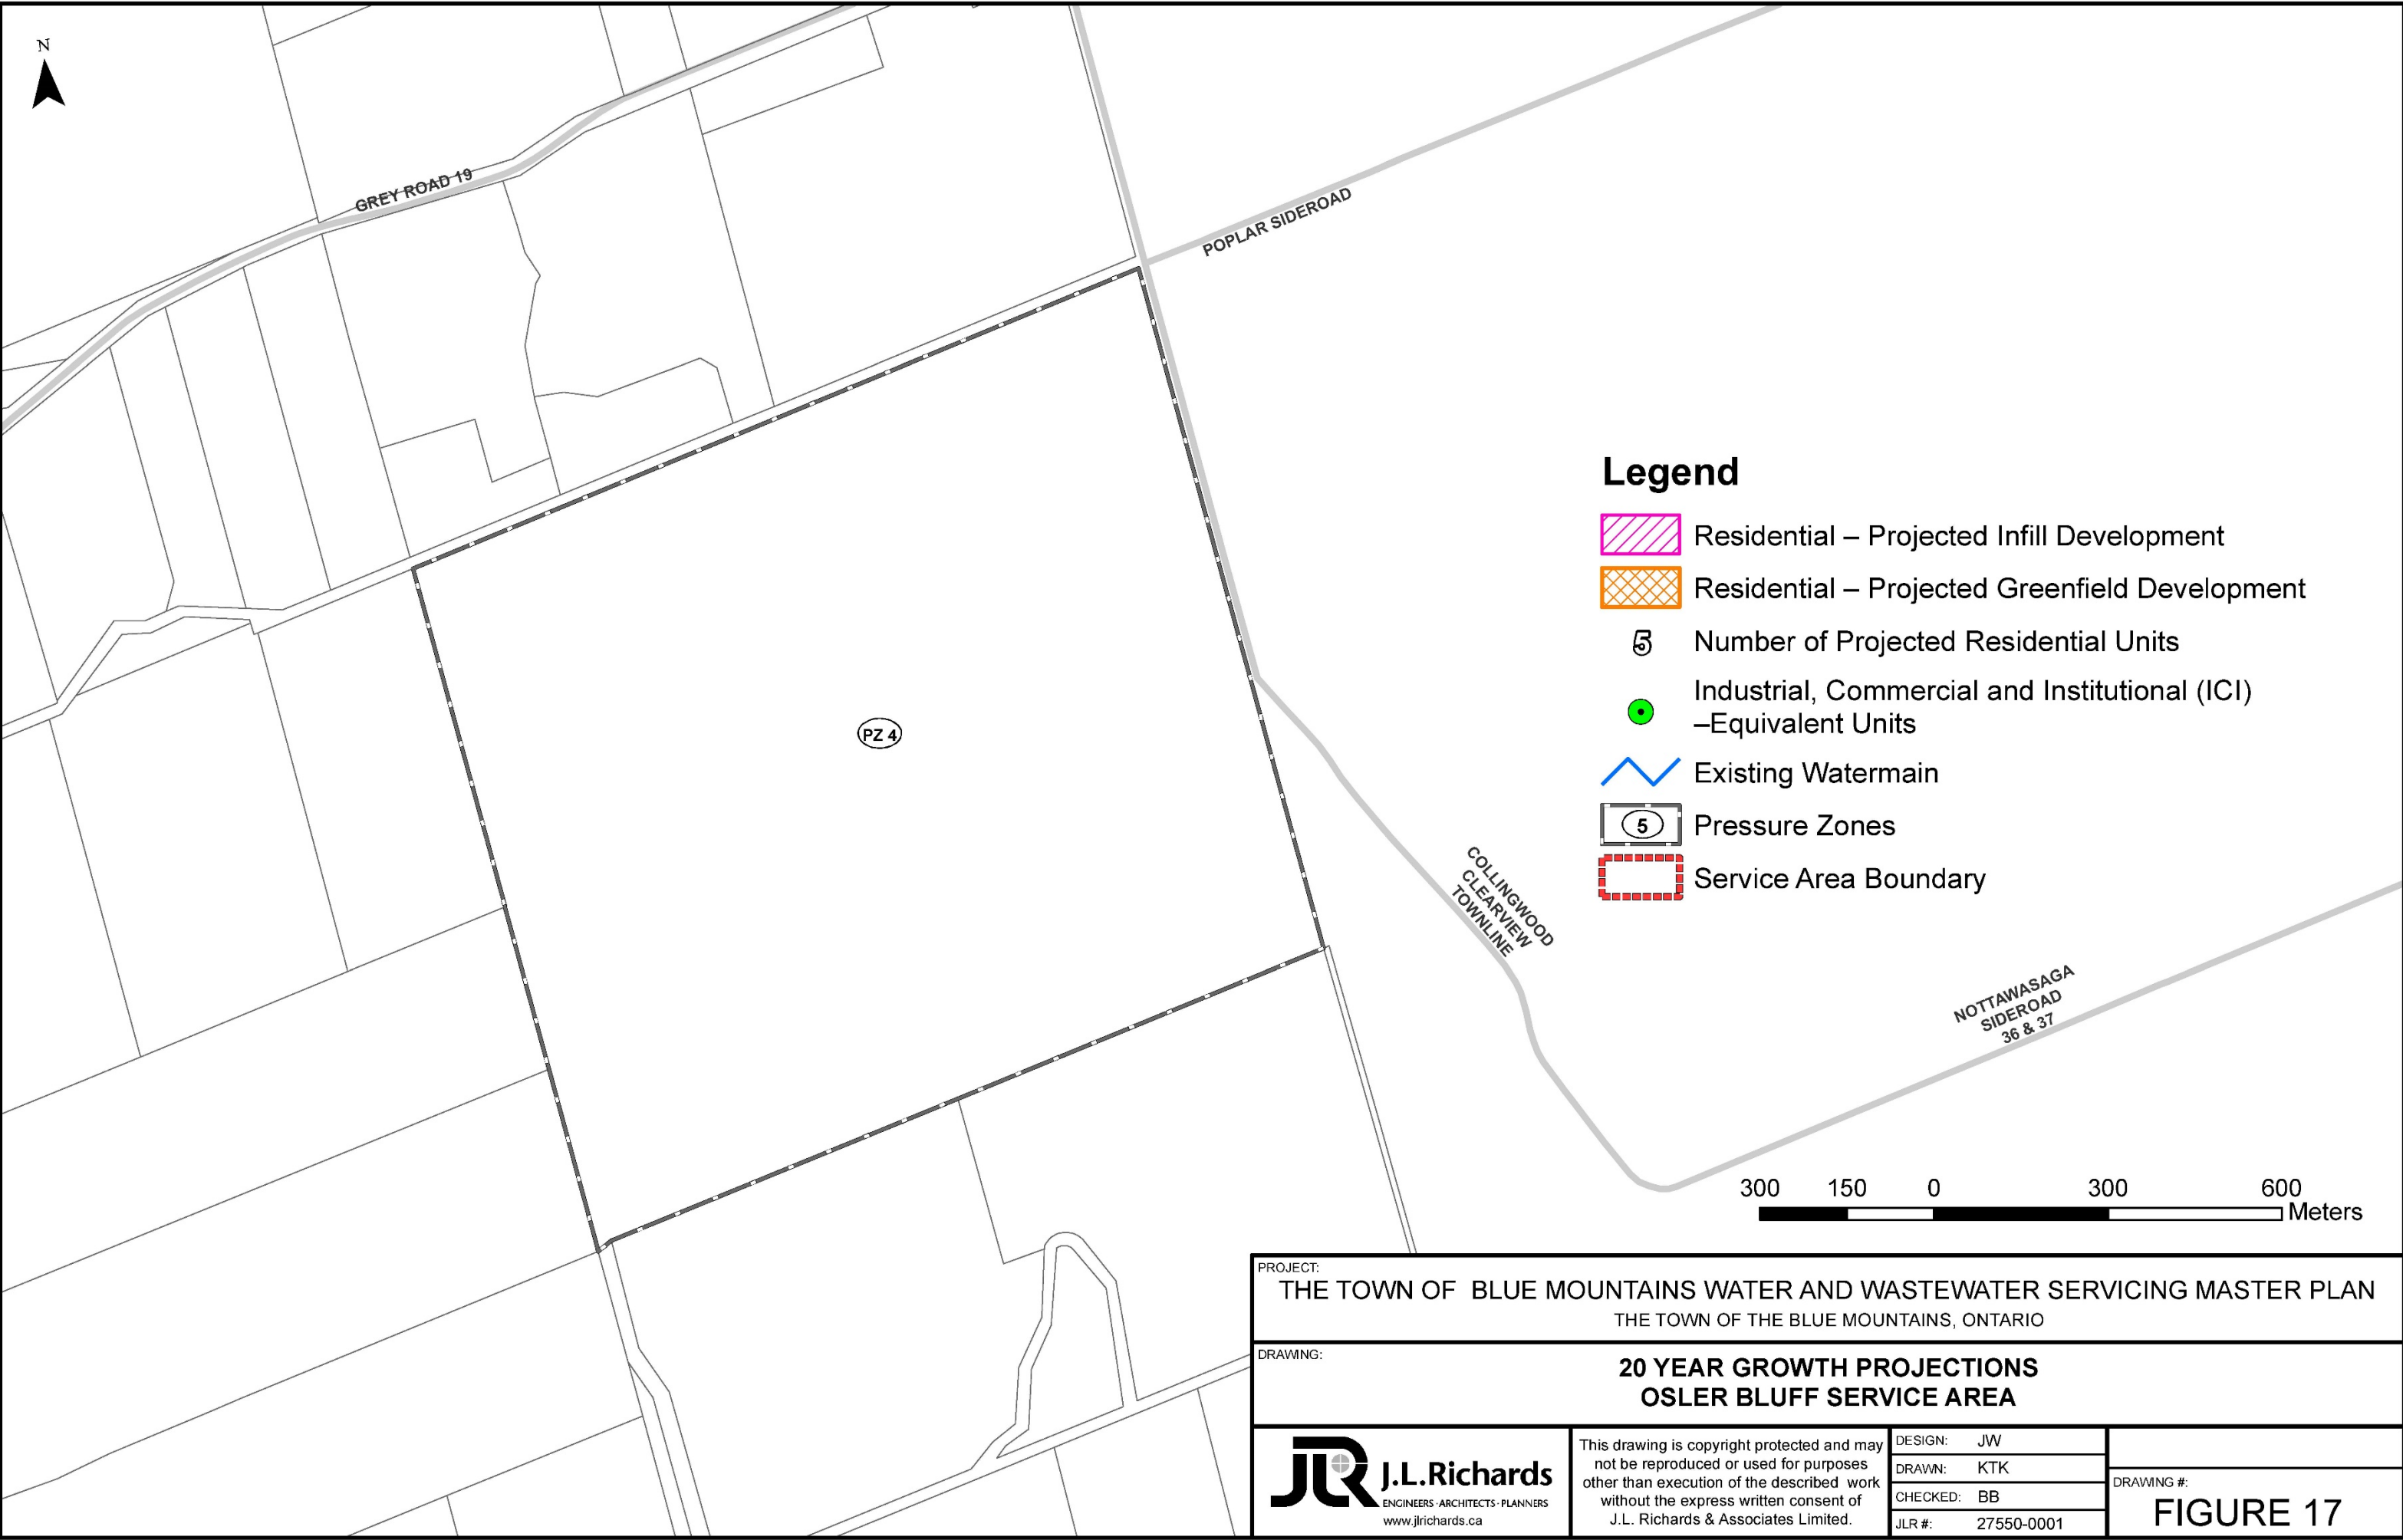 N
GREY ROAD 19
POPLAR SIDEROAD
PZ 4
COLLINGWOOD
CLEARVIEW
TOWNLINE
NOTTAWASAGA
SIDEROAD
36 & 37
Legend
Residential – Projected Infill Development
Residential – Projected Greenfield Development
5 Number of Projected Residential Units
Industrial, Commercial and Institutional (ICI)
–Equivalent Units
Existing Watermain
5 Pressure Zones
Service Area Boundary
300 150 0 300 600
Meters
PROJECT:
THE TOWN OF BLUE MOUNTAINS WATER AND WASTEWATER SERVICING MASTER PLAN
THE TOWN OF THE BLUE MOUNTAINS, ONTARIO
DRAWING:
20 YEAR GROWTH PROJECTIONS
OSLER BLUFF SERVICE AREA
JLR
J.L.Richards
ENGINEERS · ARCHITECTS · PLANNERS
www.jlrichards.ca
This drawing is copyright protected and may
not be reproduced or used for purposes
other than execution of the described work
without the express written consent of
J.L. Richards & Associates Limited.
DESIGN: JW
DRAWN: KTK
CHECKED: BB
JLR #: 27550-0001
DRAWING #:
FIGURE 17